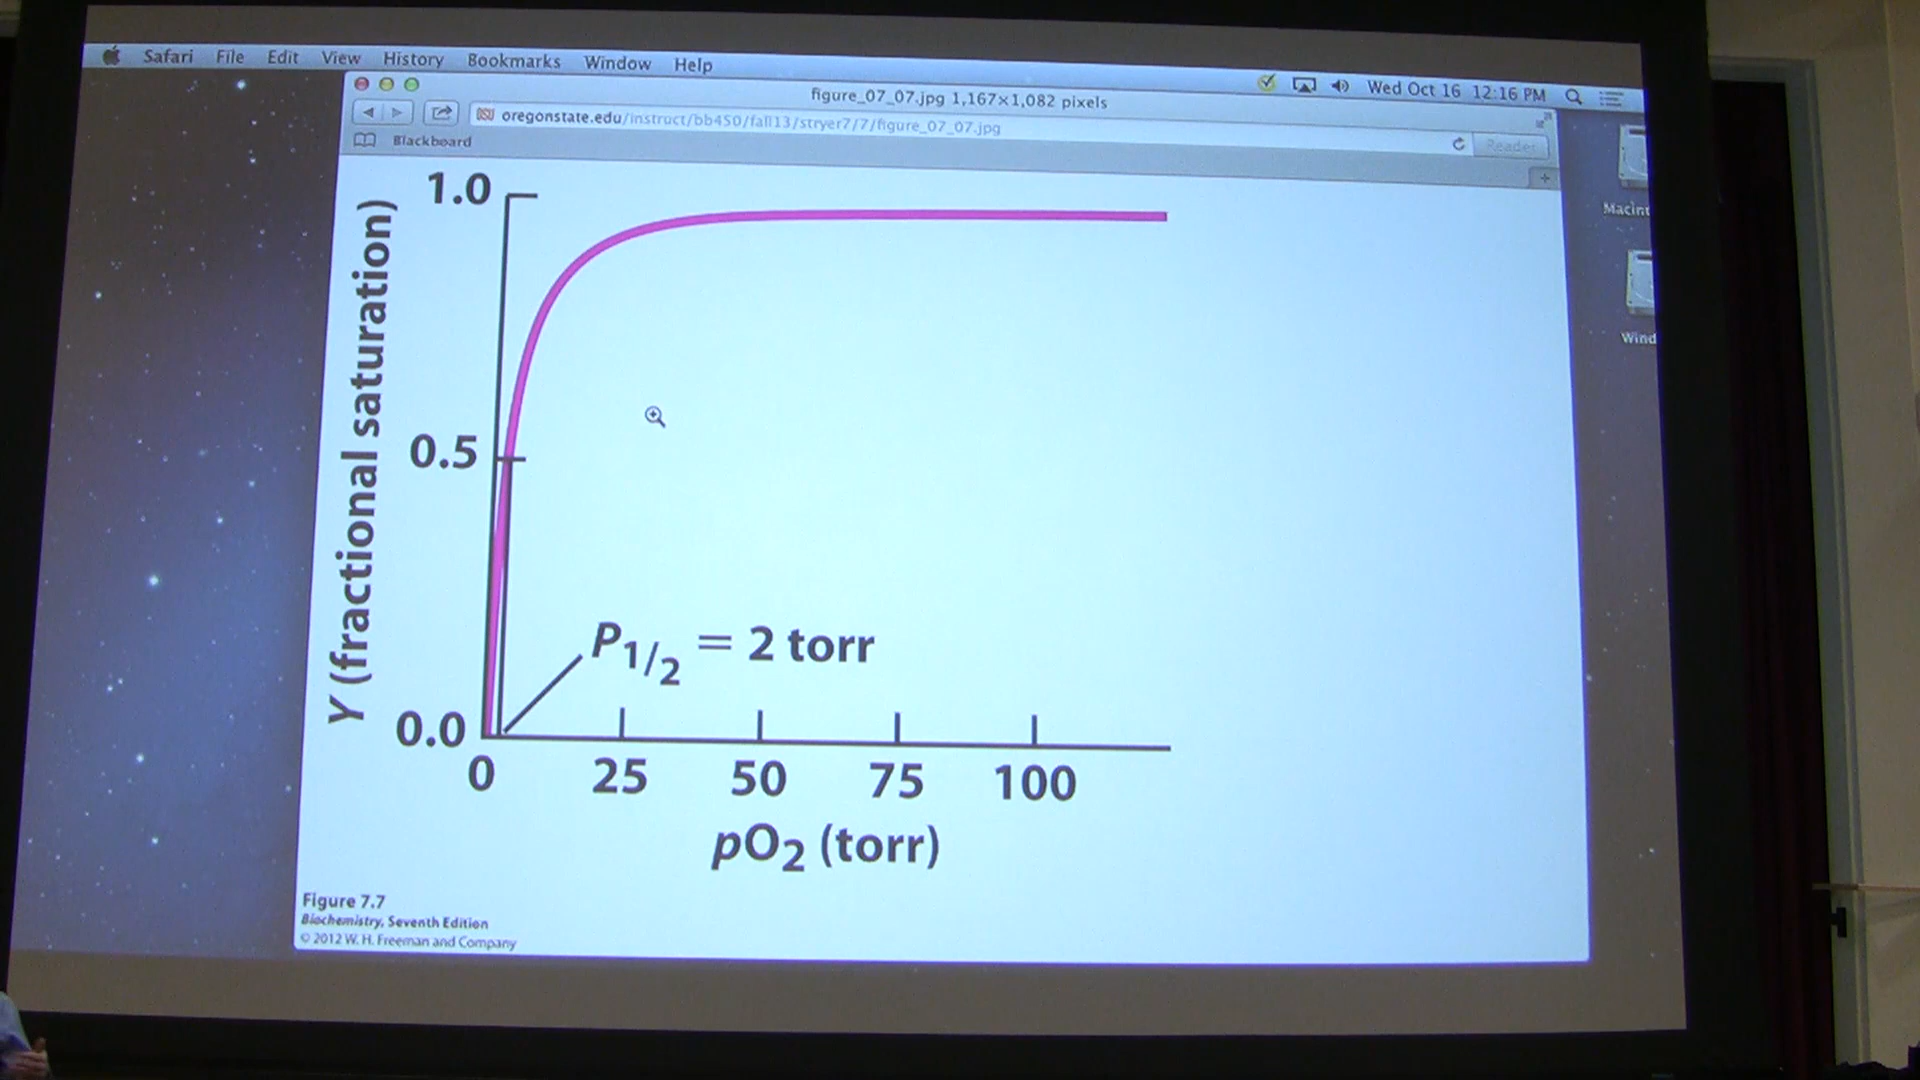 Safari File Edit View History Bookmarks Window Help
Wed Oct 16 12:16 PM
figure_07_07.jpg 1,167×1,082 pixels
oregonstate.edu/instruct/bb450/fall13/stryer7/7/figure_07_07.jpg
Reader
Blackboard
Macint
Wind
Y (fractional saturation)
1.0
0.5
0.0
P1/2 = 2 torr
0 25 50 75 100
pO2 (torr)
Figure 7.7
Biochemistry, Seventh Edition
© 2012 W. H. Freeman and Company